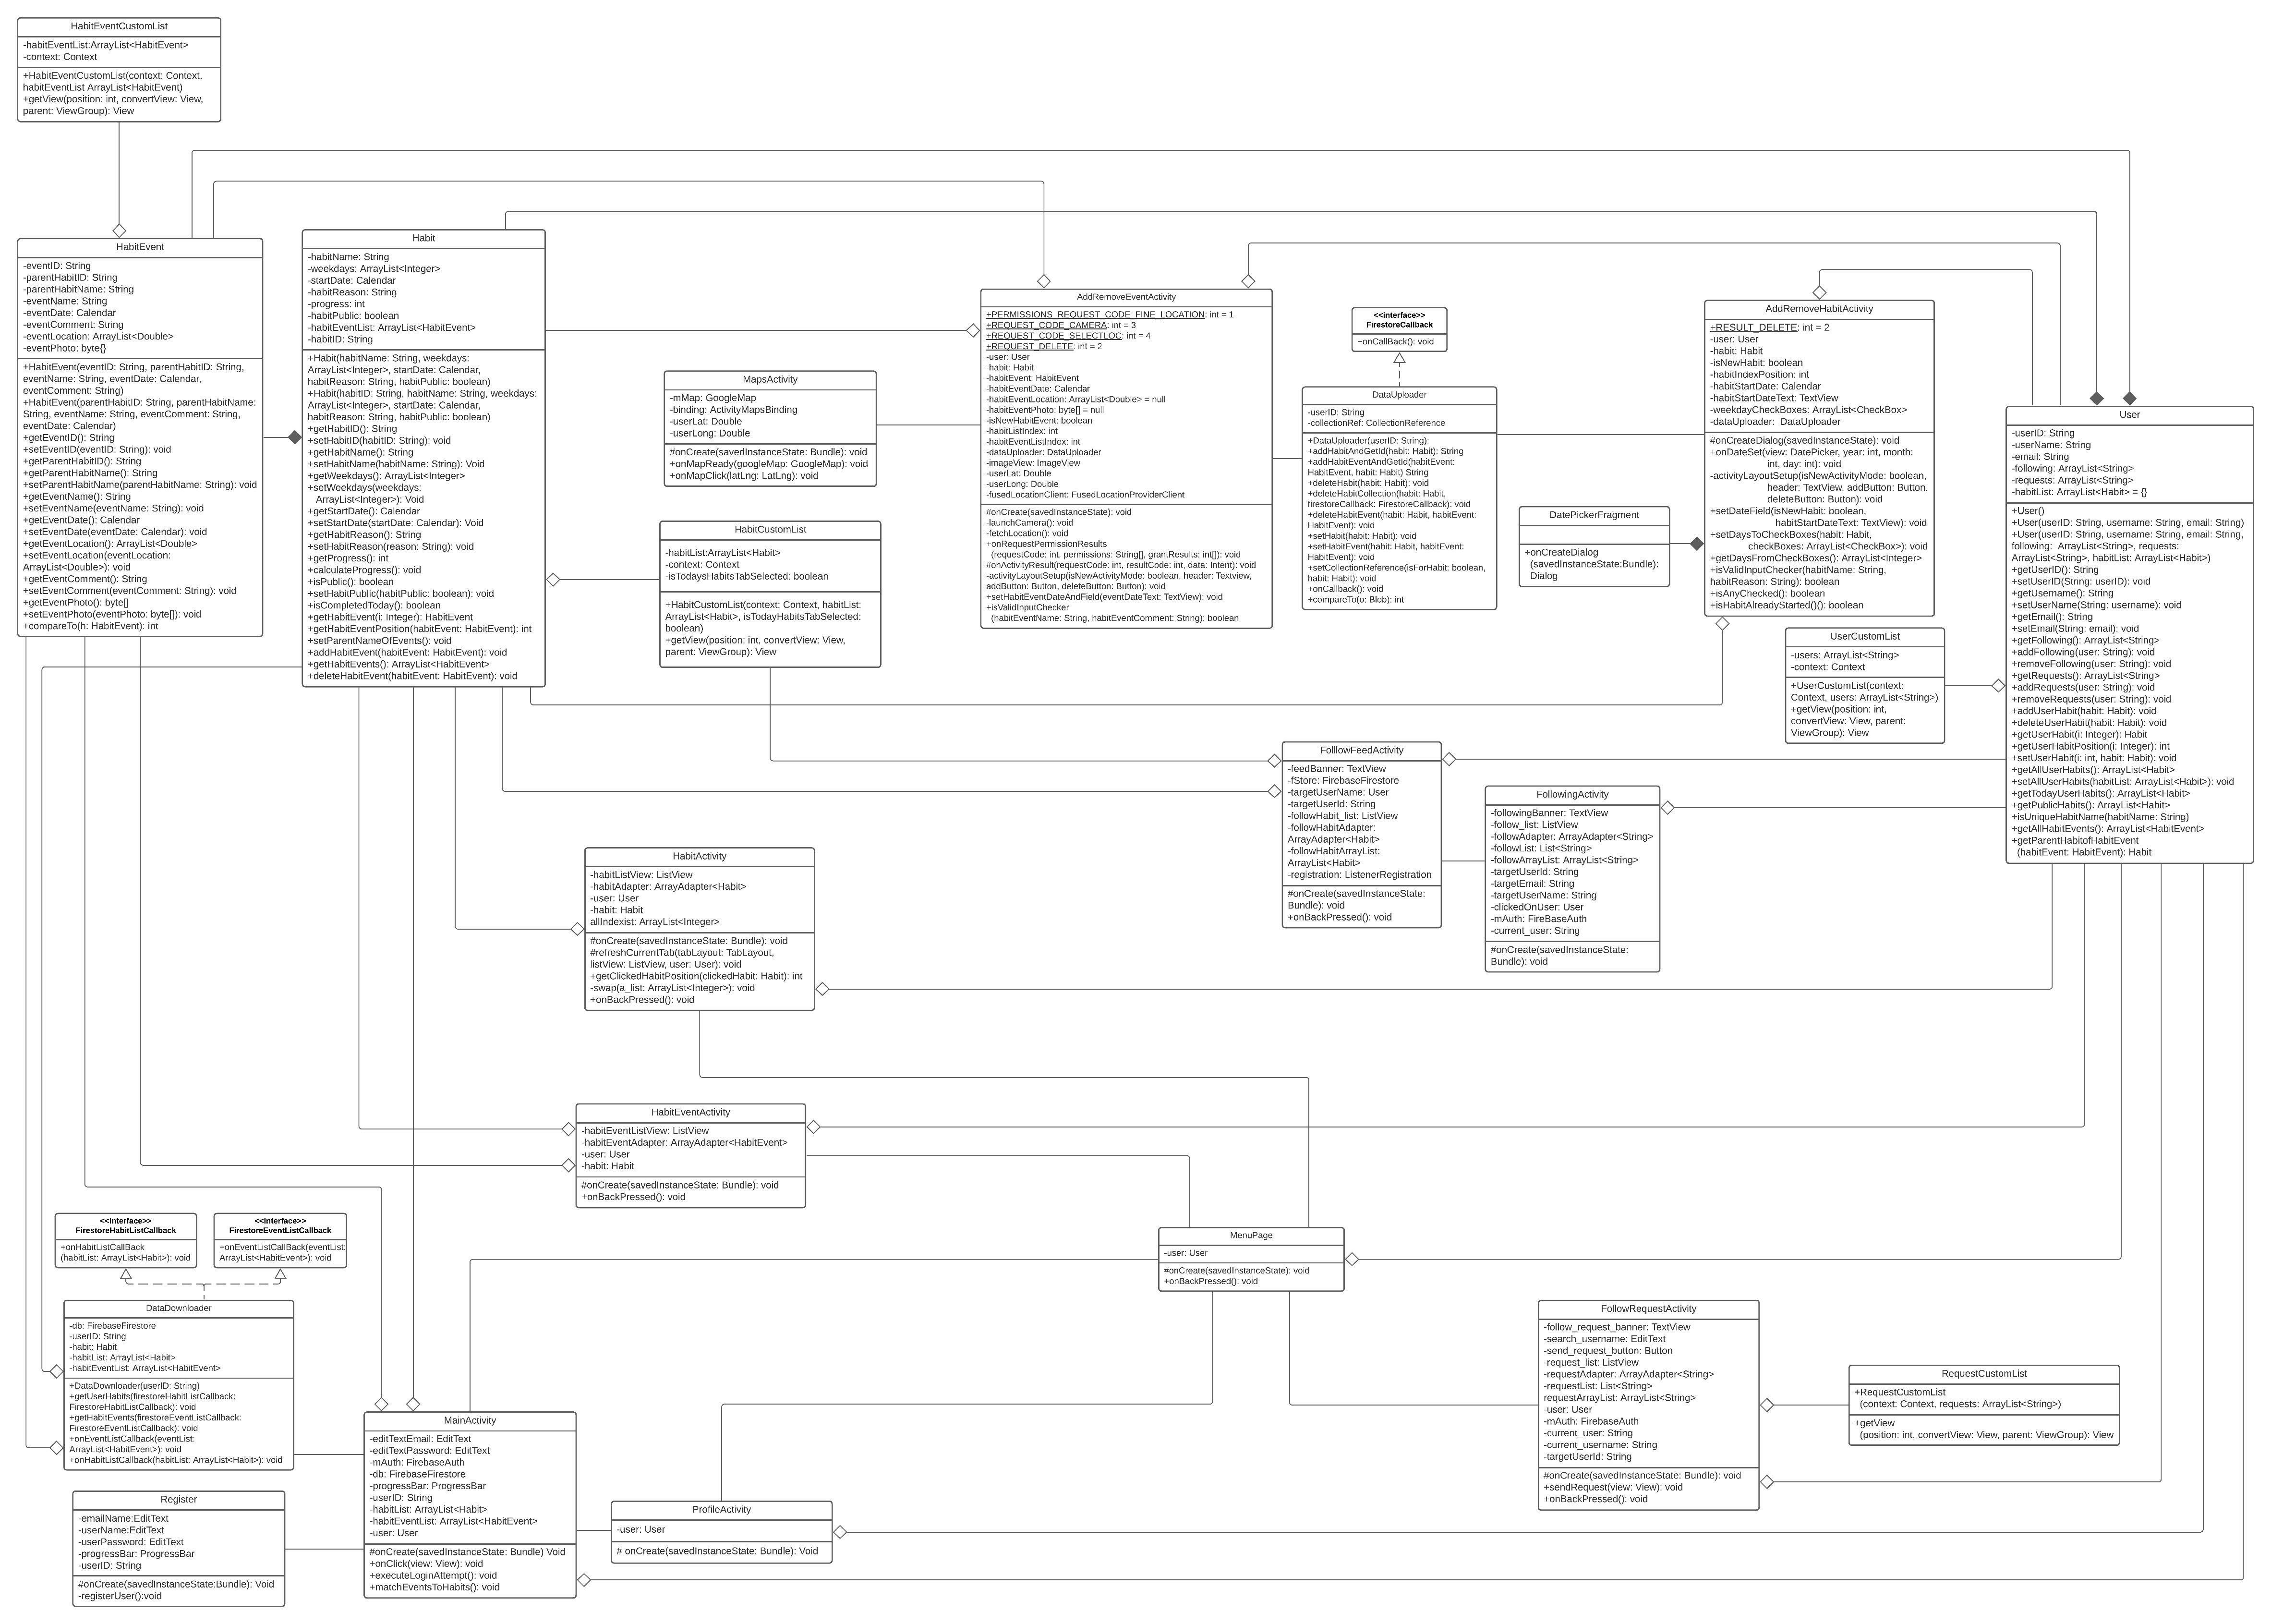 HabitEventCustomList
-habitEventList:ArrayList<HabitEvent>
-context: Context
+HabitEventCustomList(context: Context,
habitEventList ArrayList<HabitEvent)
+getView(position: int, convertView: View,
parent: ViewGroup): View
HabitEvent
-eventID: String
-parentHabitID: String
-parentHabitName: String
-eventName: String
-eventDate: Calendar
-eventComment: String
-eventLocation: ArrayList<Double>
-eventPhoto: byte{}
+HabitEvent(eventID: String, parentHabitID: String,
eventName: String, eventDate: Calendar,
eventComment: String)
+HabitEvent(parentHabitID: String, parentHabitName:
String, eventName: String, eventComment: String,
eventDate: Calendar)
+getEventID(): String
+setEventID(eventID: String): void
+getParentHabitID(): String
+getParentHabitName(): String
+setParentHabitName(parentHabitName: String): void
+getEventName(): String
+setEventName(eventName: String): void
+getEventDate(): Calendar
+setEventDate(eventDate: Calendar): void
+getEventLocation(): ArrayList<Double>
+setEventLocation(eventLocation:
ArrayList<Double>): void
+getEventComment(): String
+setEventComment(eventComment: String): void
+getEventPhoto(): byte[]
+setEventPhoto(eventPhoto: byte[]): void
+compareTo(h: HabitEvent): int
Habit
-habitName: String
-weekdays: ArrayList<Integer>
-startDate: Calendar
-habitReason: String
-progress: int
-habitPublic: boolean
-habitEventList: ArrayList<HabitEvent>
-habitID: String
+Habit(habitName: String, weekdays:
ArrayList<Integer>, startDate: Calendar,
habitReason: String, habitPublic: boolean)
+Habit(habitID: String, habitName: String, weekdays:
ArrayList<Integer>, startDate: Calendar,
habitReason: String, habitPublic: boolean)
+getHabitID(): String
+setHabitID(habitID: String): void
+getHabitName(): String
+setHabitName(habitName: String): Void
+getWeekdays(): ArrayList<Integer>
+setWeekdays(weekdays:
ArrayList<Integer>): Void
+getStartDate(): Calendar
+setStartDate(startDate: Calendar): Void
+getHabitReason(): String
+setHabitReason(reason: String): void
+getProgress(): int
+calculateProgress(): void
+isPublic(): boolean
+setHabitPublic(habitPublic: boolean): void
+isCompletedToday(): boolean
+getHabitEvent(i: Integer): HabitEvent
+getHabitEventPosition(habitEvent: HabitEvent): int
+setParentNameOfEvents(): void
+addHabitEvent(habitEvent: HabitEvent): void
+getHabitEvents(): ArrayList<HabitEvent>
+deleteHabitEvent(habitEvent: HabitEvent): void
MapsActivity
-mMap: GoogleMap
-binding: ActivityMapsBinding
-userLat: Double
-userLong: Double
#onCreate(savedInstanceState: Bundle): void
+onMapReady(googleMap: GoogleMap): void
+onMapClick(latLng: LatLng): void
HabitCustomList
-habitList:ArrayList<Habit>
-context: Context
-isTodaysHabitsTabSelected: boolean
+HabitCustomList(context: Context, habitList:
ArrayList<Habit>, isTodayHabitsTabSelected:
boolean)
+getView(position: int, convertView: View,
parent: ViewGroup): View
AddRemoveEventActivity
+PERMISSIONS_REQUEST_CODE_FINE_LOCATION: int = 1
+REQUEST_CODE_CAMERA: int = 3
+REQUEST_CODE_SELECTLOC: int = 4
+REQUEST_DELETE: int = 2
-user: User
-habit: Habit
-habitEvent: HabitEvent
-habitEventDate: Calendar
-habitEventLocation: ArrayList<Double> = null
-habitEventPhoto: byte[] = null
-isNewHabitEvent: boolean
-habitListIndex: int
-habitEventListIndex: int
-dataUploader: DataUploader
-imageView: ImageView
-userLat: Double
-userLong: Double
-fusedLocationClient: FusedLocationProviderClient
#onCreate(savedInstanceState): void
-launchCamera(): void
-fetchLocation(): void
+onRequestPermissionResults
(requestCode: int, permissions: String[], grantResults: int[]): void
#onActivityResult(requestCode: int, resultCode: int, data: Intent): void
-activityLayoutSetup(isNewActivityMode: boolean, header: Textview,
addButton: Button, deleteButton: Button): void
+setHabitEventDateAndField(eventDateText: TextView): void
+isValidInputChecker
(habitEventName: String, habitEventComment: String): boolean
<<interface>>
FirestoreCallback
+onCallBack(): void
DataUploader
-userID: String
-collectionRef: CollectionReference
+DataUploader(userID: String):
+addHabitAndGetId(habit: Habit): String
+addHabitEventAndGetId(habitEvent:
HabitEvent, habit: Habit) String
+deleteHabit(habit: Habit): void
+deleteHabitCollection(habit: Habit,
firestoreCallback: FirestoreCallback): void
+deleteHabitEvent(habit: Habit, habitEvent:
HabitEvent): void
+setHabit(habit: Habit): void
+setHabitEvent(habit: Habit, habitEvent:
HabitEvent): void
+setCollectionReference(isForHabit: boolean,
habit: Habit): void
+onCallback(): void
+compareTo(o: Blob): int
DatePickerFragment
+onCreateDialog
(savedInstanceState:Bundle):
Dialog
AddRemoveHabitActivity
+RESULT_DELETE: int = 2
-user: User
-habit: Habit
-isNewHabit: boolean
-habitIndexPosition: int
-habitStartDate: Calendar
-habitStartDateText: TextView
-weekdayCheckBoxes: ArrayList<CheckBox>
-dataUploader: DataUploader
#onCreateDialog(savedInstanceState): void
+onDateSet(view: DatePicker, year: int, month:
int, day: int): void
-activityLayoutSetup(isNewActivityMode: boolean,
header: TextView, addButton: Button,
deleteButton: Button): void
+setDateField(isNewHabit: boolean,
habitStartDateText: TextView): void
+setDaysToCheckBoxes(habit: Habit,
checkBoxes: ArrayList<CheckBox>): void
+getDaysFromCheckBoxes(): ArrayList<Integer>
+isValidInputChecker(habitName: String,
habitReason: String): boolean
+isAnyChecked(): boolean
+isHabitAlreadyStarted()(): boolean
UserCustomList
-users: ArrayList<String>
-context: Context
+UserCustomList(context:
Context, users: ArrayList<String>)
+getView(position: int,
convertView: View, parent:
ViewGroup): View
User
-userID: String
-userName: String
-email: String
-following: ArrayList<String>
-requests: ArrayList<String>
-habitList: ArrayList<Habit> = {}
+User()
+User(userID: String, username: String, email: String)
+User(userID: String, username: String, email: String,
following: ArrayList<String>, requests:
ArrayList<String>, habitList: ArrayList<Habit>)
+getUserID(): String
+setUserID(String: userID): void
+getUsername(): String
+setUserName(String: username): void
+getEmail(): String
+setEmail(String: email): void
+getFollowing(): ArrayList<String>
+addFollowing(user: String): void
+removeFollowing(user: String): void
+getRequests(): ArrayList<String>
+addRequests(user: String): void
+removeRequests(user: String): void
+addUserHabit(habit: Habit): void
+deleteUserHabit(habit: Habit): void
+getUserHabit(i: Integer): Habit
+getUserHabitPosition(i: Integer): int
+setUserHabit(i: int, habit: Habit): void
+getAllUserHabits(): ArrayList<Habit>
+setAllUserHabits(habitList: ArrayList<Habit>): void
+getTodayUserHabits(): ArrayList<Habit>
+getPublicHabits(): ArrayList<Habit>
+isUniqueHabitName(habitName: String)
+getAllHabitEvents(): ArrayList<HabitEvent>
+getParentHabitofHabitEvent
(habitEvent: HabitEvent): Habit
FolllowFeedActivity
-feedBanner: TextView
-fStore: FirebaseFirestore
-targetUserName: User
-targetUserId: String
-followHabit_list: ListView
-followHabitAdapter:
ArrayAdapter<Habit>
-followHabitArrayList:
ArrayList<Habit>
-registration: ListenerRegistration
#onCreate(savedInstanceState:
Bundle): void
+onBackPressed(): void
FollowingActivity
-followingBanner: TextView
-follow_list: ListView
-followAdapter: ArrayAdapter<String>
-followList: List<String>
-followArrayList: ArrayList<String>
-targetUserId: String
-targetEmail: String
-targetUserName: String
-clickedOnUser: User
-mAuth: FireBaseAuth
-current_user: String
#onCreate(savedInstanceState:
Bundle): void
HabitActivity
-habitListView: ListView
-habitAdapter: ArrayAdapter<Habit>
-user: User
-habit: Habit
allIndexist: ArrayList<Integer>
#onCreate(savedInstanceState: Bundle): void
#refreshCurrentTab(tabLayout: TabLayout,
listView: ListView, user: User): void
+getClickedHabitPosition(clickedHabit: Habit): int
-swap(a_list: ArrayList<Integer>): void
+onBackPressed(): void
HabitEventActivity
-habitEventListView: ListView
-habitEventAdapter: ArrayAdapter<HabitEvent>
-user: User
-habit: Habit
#onCreate(savedInstanceState: Bundle): void
+onBackPressed(): void
<<interface>>
FirestoreHabitListCallback
+onHabitListCallBack
(habitList: ArrayList<Habit>): void
<<interface>>
FirestoreEventListCallback
+onEventListCallBack(eventList:
ArrayList<HabitEvent>): void
MenuPage
-user: User
#onCreate(savedInstanceState): void
+onBackPressed(): void
DataDownloader
-db: FirebaseFirestore
-userID: String
-habit: Habit
-habitList: ArrayList<Habit>
-habitEventList: ArrayList<HabitEvent>
+DataDownloader(userID: String)
+getUserHabits(firestoreHabitListCallback:
FirestoreHabitListCallback): void
+getHabitEvents(firestoreEventListCallback:
FirestoreEventListCallback): void
+onEventListCallback(eventList:
ArrayList<HabitEvent>): void
+onHabitListCallback(habitList: ArrayList<Habit>): void
FollowRequestActivity
-follow_request_banner: TextView
-search_username: EditText
-send_request_button: Button
-request_list: ListView
-requestAdapter: ArrayAdapter<String>
-requestList: List<String>
requestArrayList: ArrayList<String>
-user: User
-mAuth: FirebaseAuth
-current_user: String
-current_username: String
-targetUserId: String
#onCreate(savedInstanceState: Bundle): void
+sendRequest(view: View): void
+onBackPressed(): void
RequestCustomList
+RequestCustomList
(context: Context, requests: ArrayList<String>)
+getView
(position: int, convertView: View, parent: ViewGroup): View
MainActivity
-editTextEmail: EditText
-editTextPassword: EditText
-mAuth: FirebaseAuth
-db: FirebaseFirestore
-progressBar: ProgressBar
-userID: String
-habitList: ArrayList<Habit>
-habitEventList: ArrayList<HabitEvent>
-user: User
#onCreate(savedInstanceState: Bundle) Void
+onClick(view: View): void
+executeLoginAttempt(): void
+matchEventsToHabits(): void
Register
-emailName:EditText
-userName:EditText
-userPassword: EditText
-progressBar: ProgressBar
-userID: String
#onCreate(savedInstanceState:Bundle): Void
-registerUser():void
ProfileActivity
-user: User
# onCreate(savedInstanceState: Bundle): Void